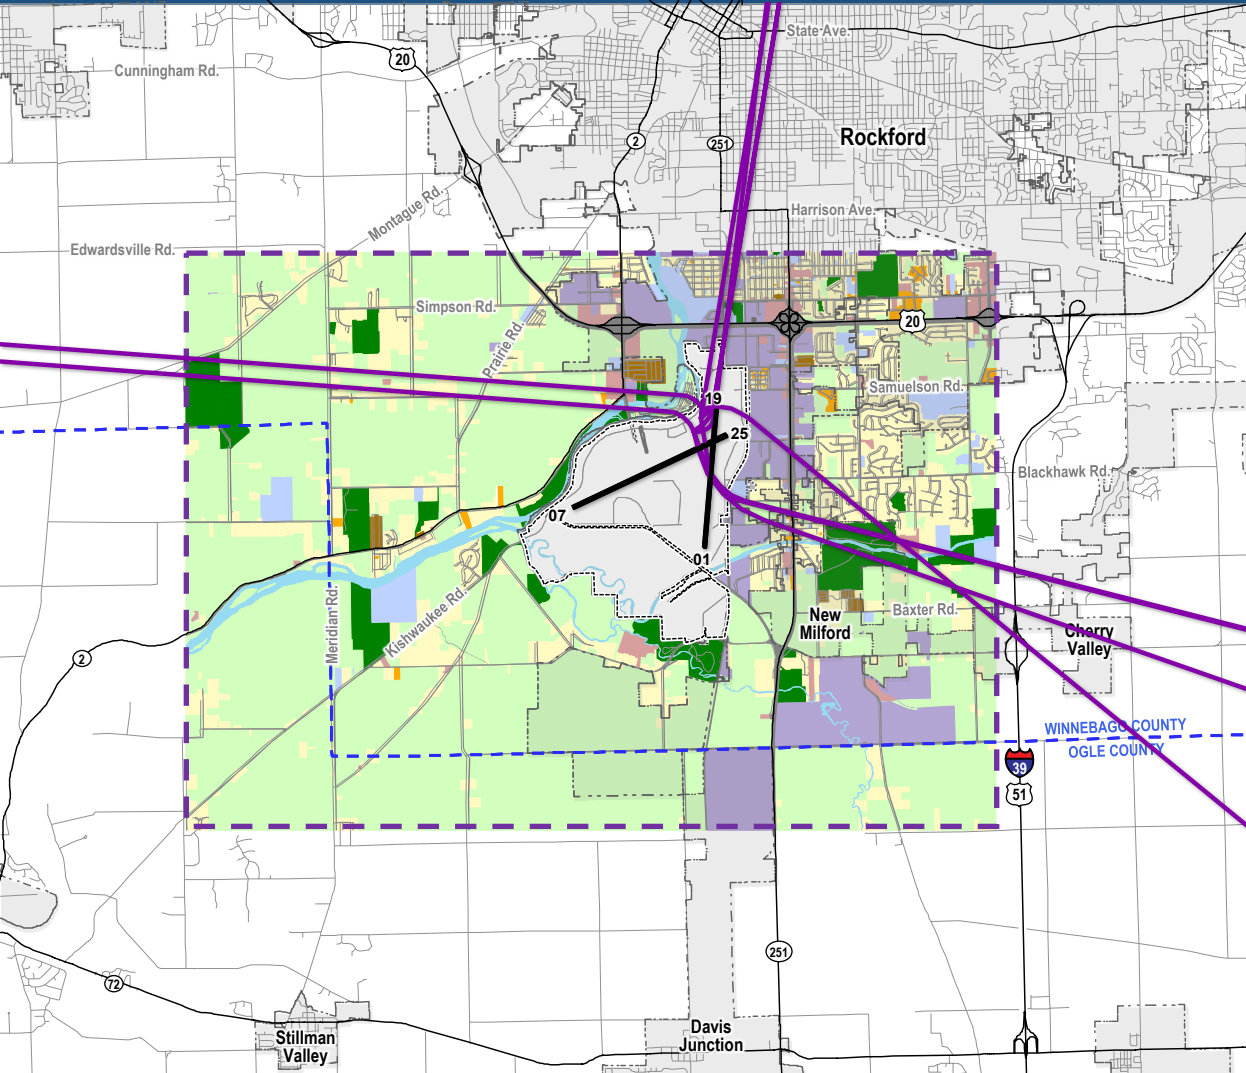 State Ave.
20
Cunningham Rd.
2
251
Rockford
Montague Rd.
Harrison Ave.
Edwardsville Rd.
Simpson Rd.
20
Prairie Rd.
Samuelson Rd.
19
25
Blackhawk Rd.
07
01
Meridian Rd.
Kishwaukee Rd.
Baxter Rd.
New
Milford
Cherry
Valley
2
WINNEBAGO COUNTY
OGLE COUNTY
39
51
251
72
Stillman
Valley
Davis
Junction